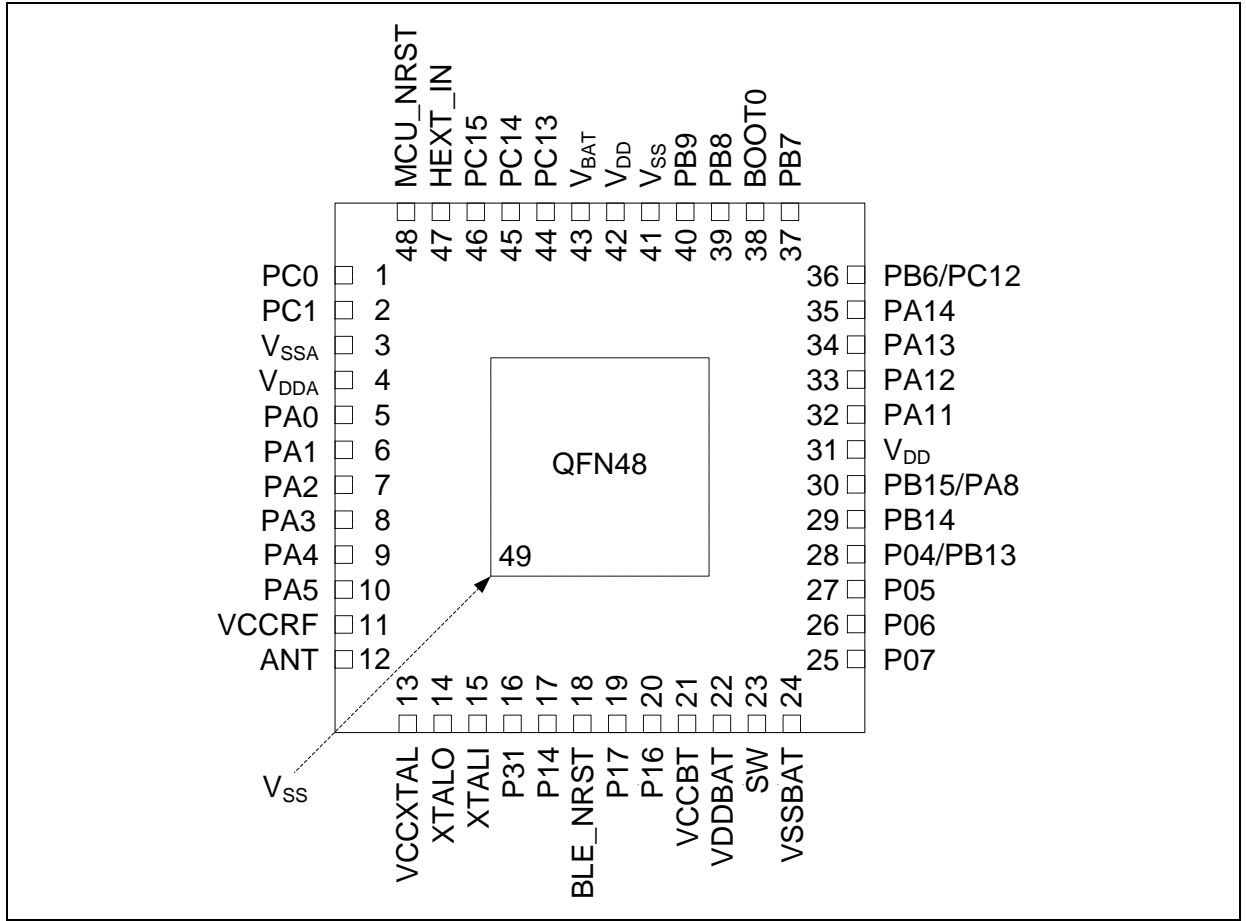 MCU_NRST
HEXT_IN
PC15
PC14
PC13
VBAT
VDD
VSS
PB9
PB8
BOOT0
PB7
48
47
46
45
44
43
42
41
40
39
38
37
PC0 1
PC1 2
VSSA 3
VDDA 4
PA0 5
PA1 6
PA2 7
PA3 8
PA4 9
PA5 10
VCCRF 11
ANT 12
QFN48
49
36 PB6/PC12
35 PA14
34 PA13
33 PA12
32 PA11
31 VDD
30 PB15/PA8
29 PB14
28 P04/PB13
27 P05
26 P06
25 P07
13
14
15
16
17
18
19
20
21
22
23
24
VSS
VCCXTAL
XTALO
XTALI
P31
P14
BLE_NRST
P17
P16
VCCBT
VDDBAT
SW
VSSBAT